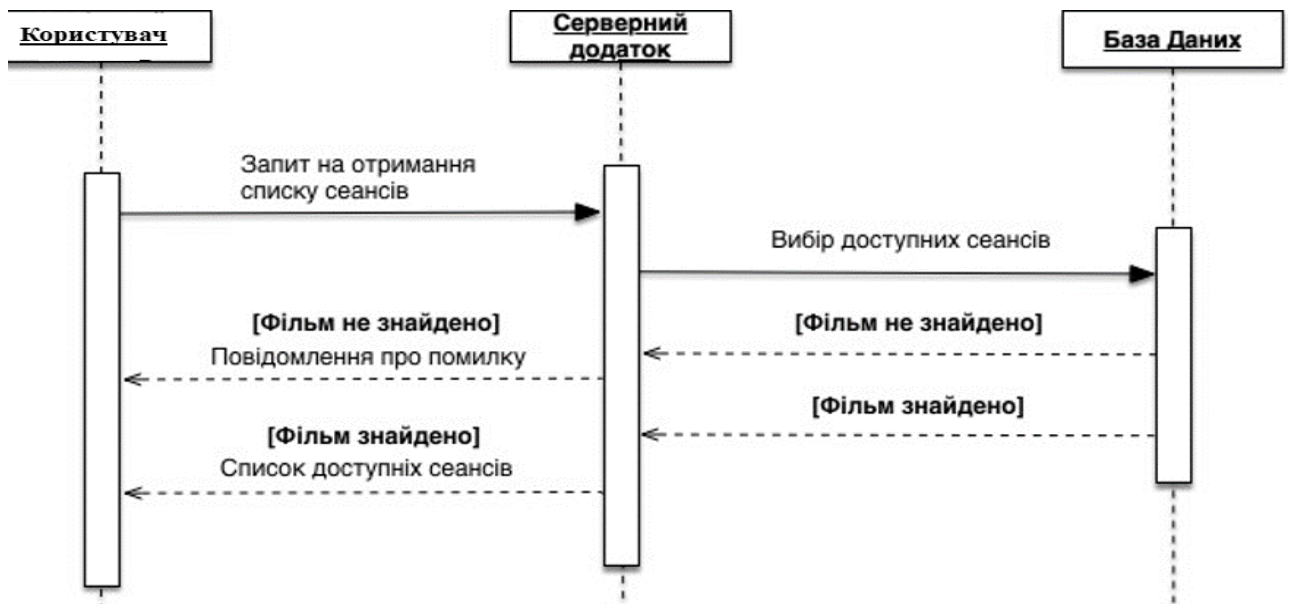 Користувач
Серверний
додаток
База Даних
Запит на отримання
списку сеансів
Вибір доступних сеансів
[Фільм не знайдено]
[Фільм не знайдено]
Повідомлення про помилку
[Фільм знайдено]
[Фільм знайдено]
Список доступніх сеансів